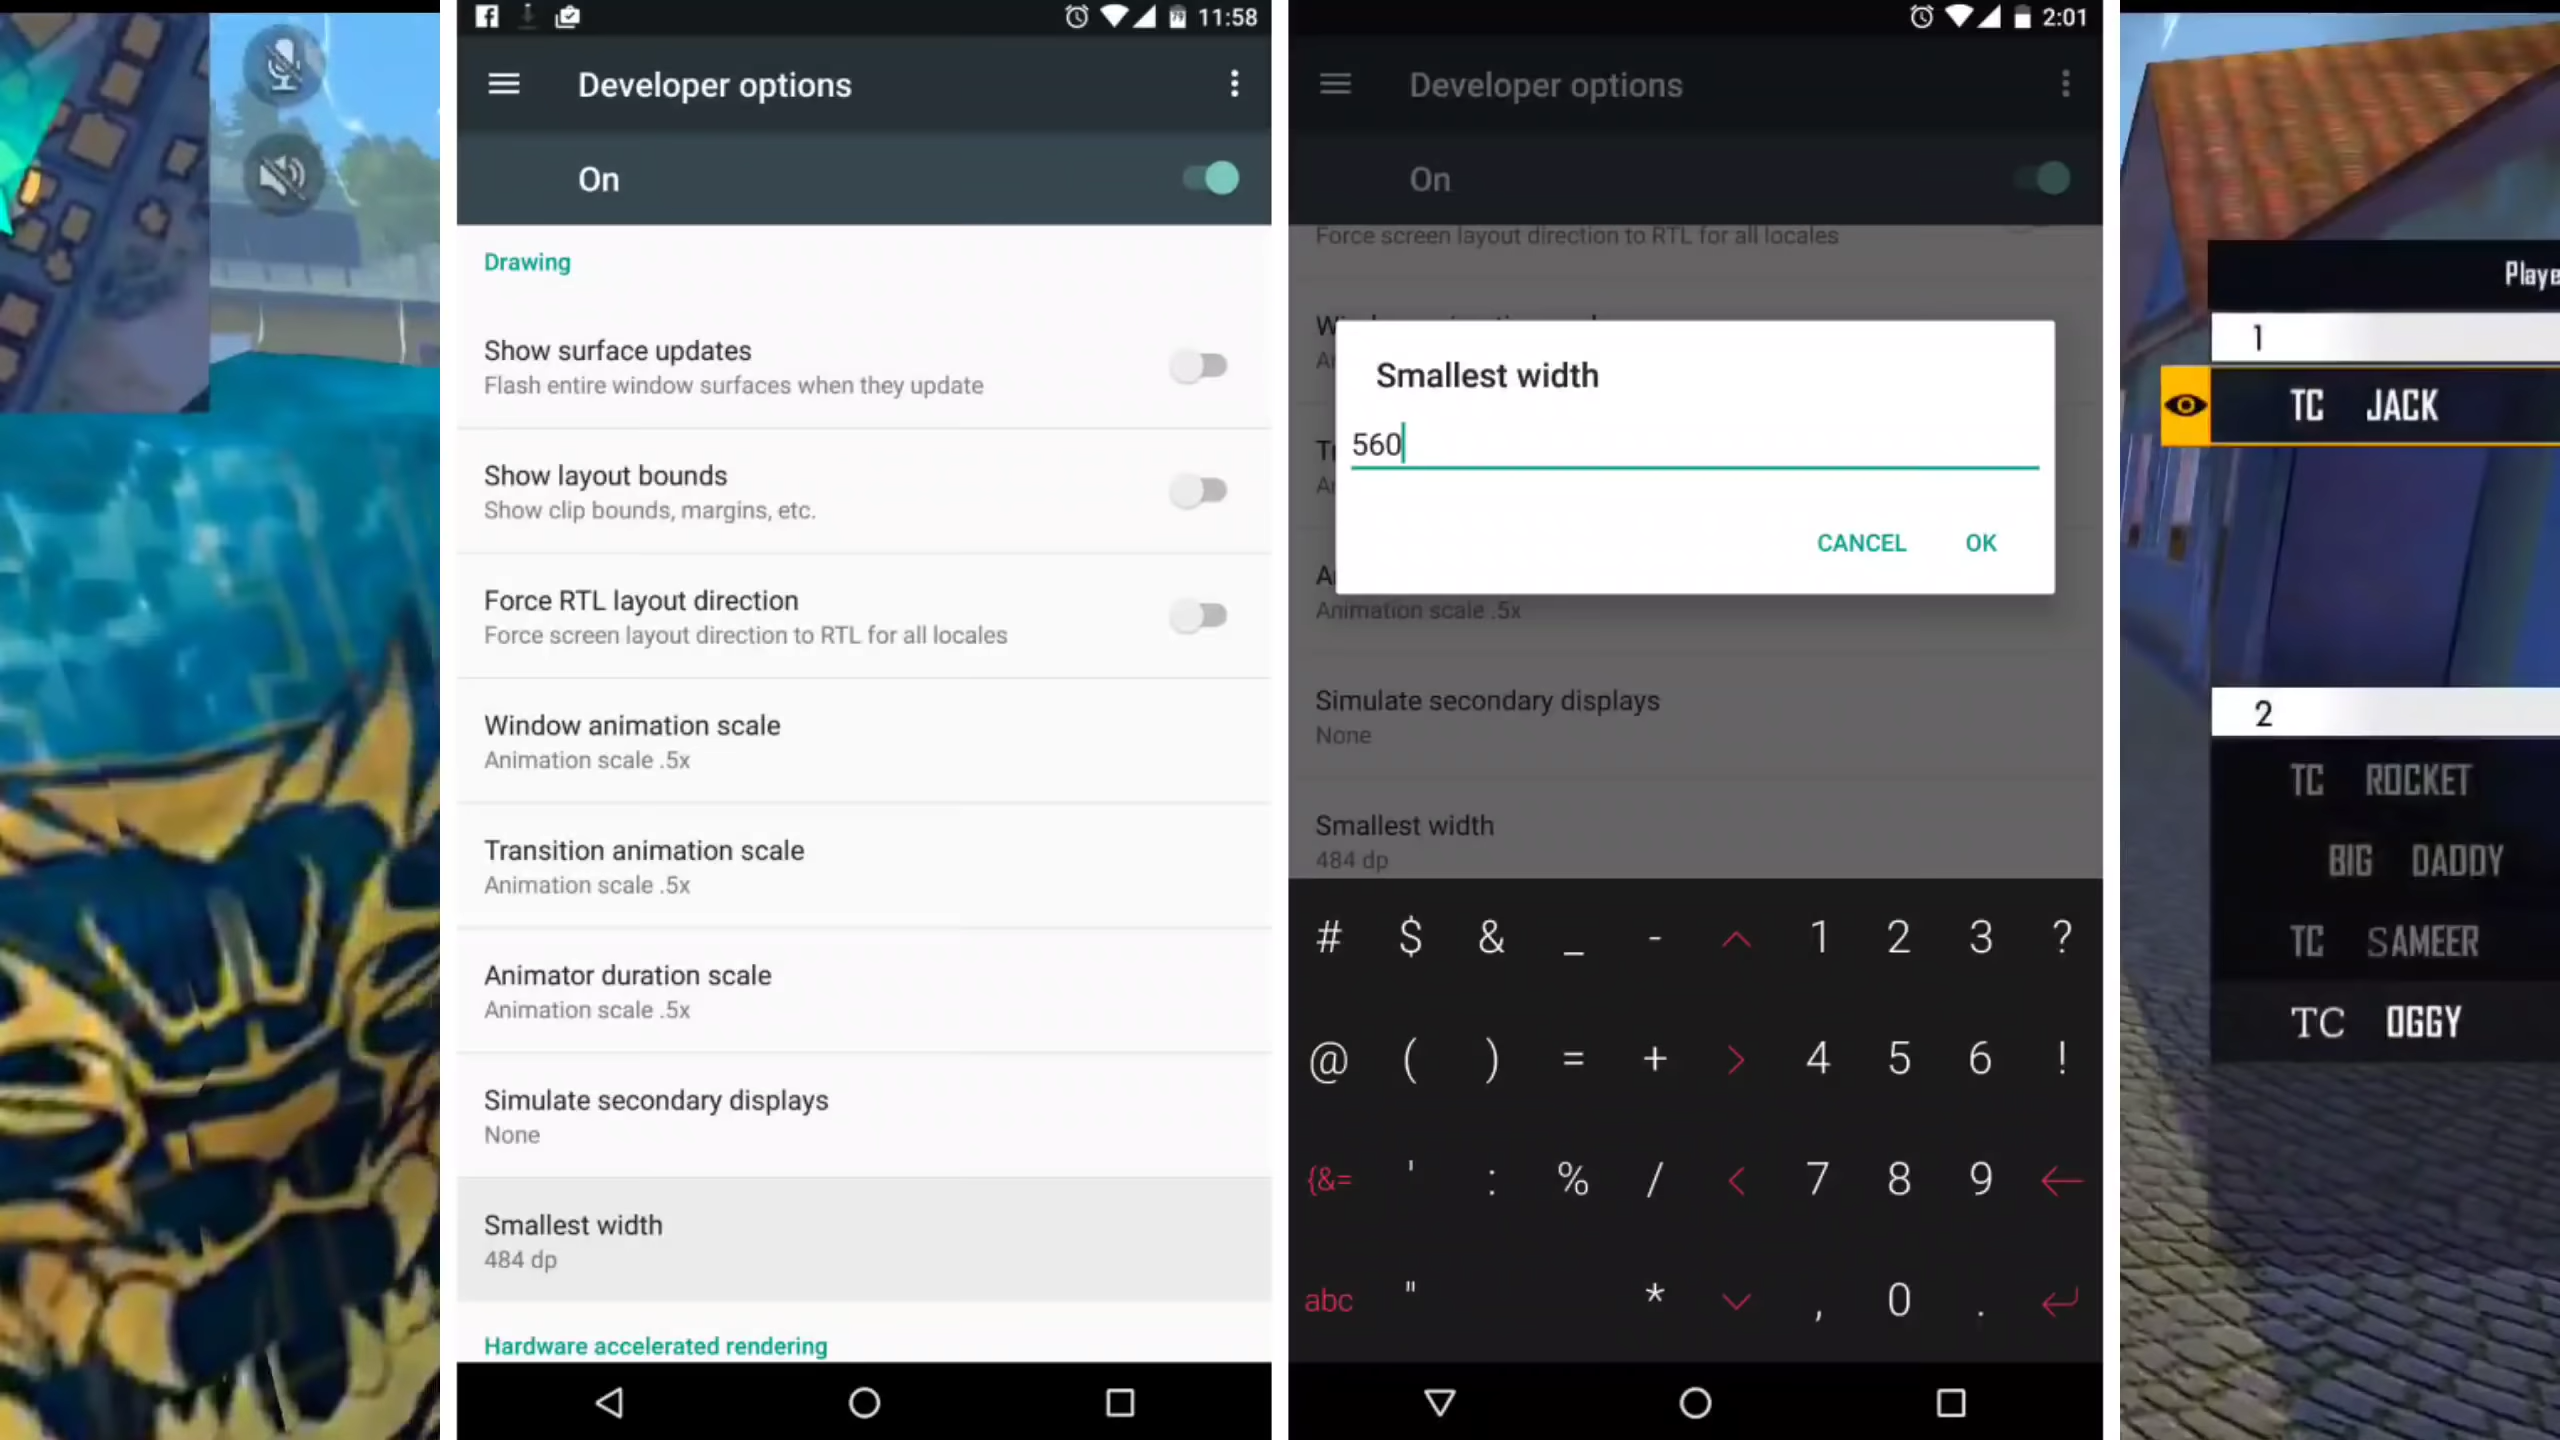 11:58
Developer options
On
Drawing
Show surface updates
Flash entire window surfaces when they update
Show layout bounds
Show clip bounds, margins, etc.
Force RTL layout direction
Force screen layout direction to RTL for all locales
Window animation scale
Animation scale .5x
Transition animation scale
Animation scale .5x
Animator duration scale
Animation scale .5x
Simulate secondary displays
None
Smallest width
484 dp
Hardware accelerated rendering
2:01
Developer options
On
Force screen layout direction to RTL for all locales
Smallest width
560
CANCEL OK
Animation scale .5x
Simulate secondary displays
None
Smallest width
484 dp
# $ & _ - 1 2 3 ?
@ ( ) = + > 4 5 6 !
{&= ' : % / < 7 8 9
abc " * , 0 .
1
TC JACK
2
TC ROCKET
BIG DADDY
TC SAMEER
TC OGGY